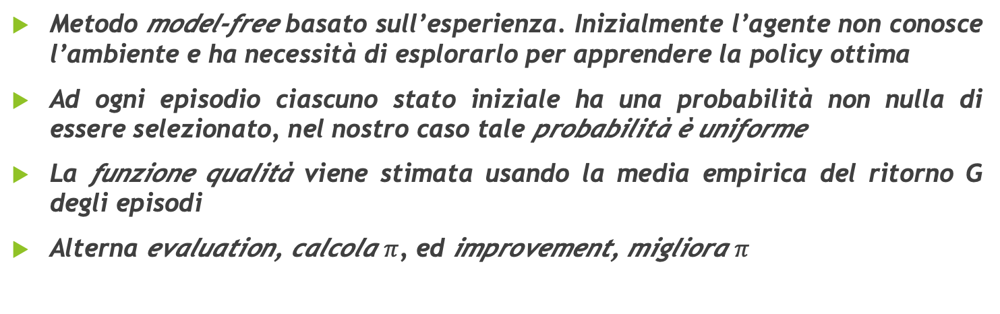 Metodo model-free basato sull’esperienza. Inizialmente l’agente non conosce
l’ambiente e ha necessità di esplorarlo per apprendere la policy ottima
Ad ogni episodio ciascuno stato iniziale ha una probabilità non nulla di
essere selezionato, nel nostro caso tale probabilità è uniforme
La funzione qualità viene stimata usando la media empirica del ritorno G
degli episodi
Alterna evaluation, calcola π, ed improvement, migliora π